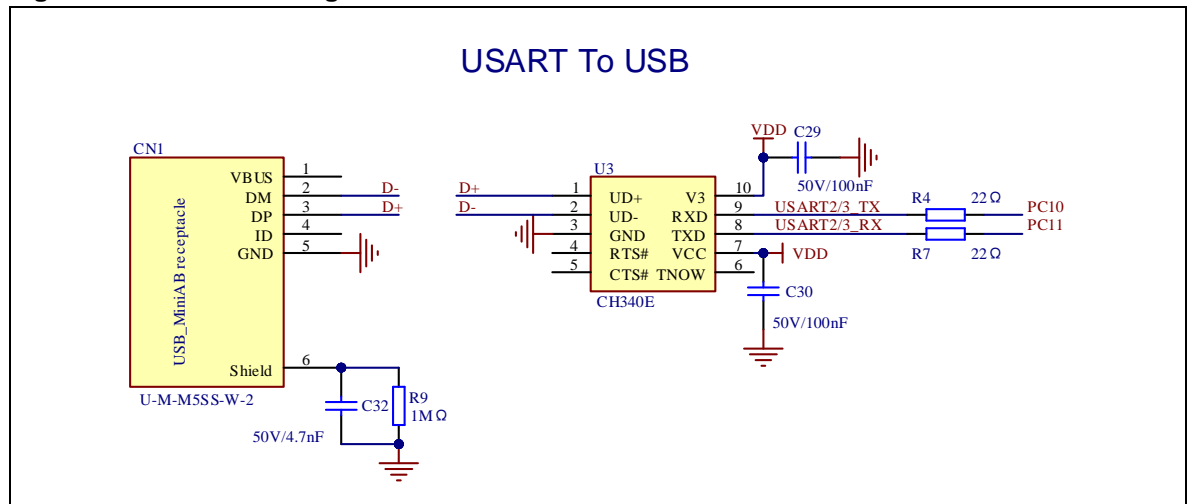 USART To USB
CN1
USB_MiniAB receptacle
VBUS 1
DM 2 D-
DP 3 D+
ID 4
GND 5
Shield 6
U-M-M5SS-W-2
C32
50V/4.7nF
R9
1MΩ
U3
D+ 1 UD+
D- 2 UD-
3 GND
4 RTS#
5 CTS#
V3 10
RXD 9 USART2/3_TX
TXD 8 USART2/3_RX
VCC 7 VDD
TNOW 6
CH340E
VDD C29
50V/100nF
R4 22Ω PC10
R7 22Ω PC11
C30
50V/100nF